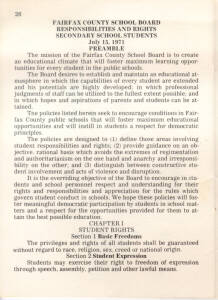 26
FAIRFAX COUNTY SCHOOL BOARD
RESPONSIBILITIES AND RIGHTS
SECONDARY SCHOOL STUDENTS
July 15, 1971
PREAMBLE
The mission of the Fairfax County School Board is to create
an educational climate that will foster maximum learning oppor-
tunities for every student in the public schools.
The Board desires to establish and maintain an educational at-
mosphere in which the capabilities of every student are extended
and his potentials are highly developed; in which professional
judgments of staff can be utilized to the fullest extent possible; and
in which hopes and aspirations of parents and students can be at-
tained.
The policies listed herein seek to encourage conditions in Fair-
fax County public schools that will foster maximum educational
opportunities and will instill in students a respect for democratic
principles.
The policies are designed to (1) define those areas involving
student responsibilities and rights; (2) provide guidance on an ob-
jective, rational basis which avoids the extremes of regimentation
and authoritarianism on the one hand and anarchy and irresponsi-
bility on the other; and (3) distinguish between constructive stu-
dent involvement and acts of violence and disruption.
It is the overriding objective of the Board to encourage in stu-
dents and school personnel respect and understanding for their
rights and responsibilities and appreciation for the rules which
govern student conduct in schools. We hope these policies will fos-
ter meaningful democratic participation by students in school mat-
ters and a respect for the opportunities provided for them to at-
tain the best possible education.
CHAPTER I
STUDENT RIGHTS
Section 1 Basic Freedoms
The privileges and rights of all students shall be guaranteed
without regard to race, religion, sex, creed or national origin.
Section 2 Student Expression
Students may exercise their right to freedom of expression
through speech, assembly, petition and other lawful means.